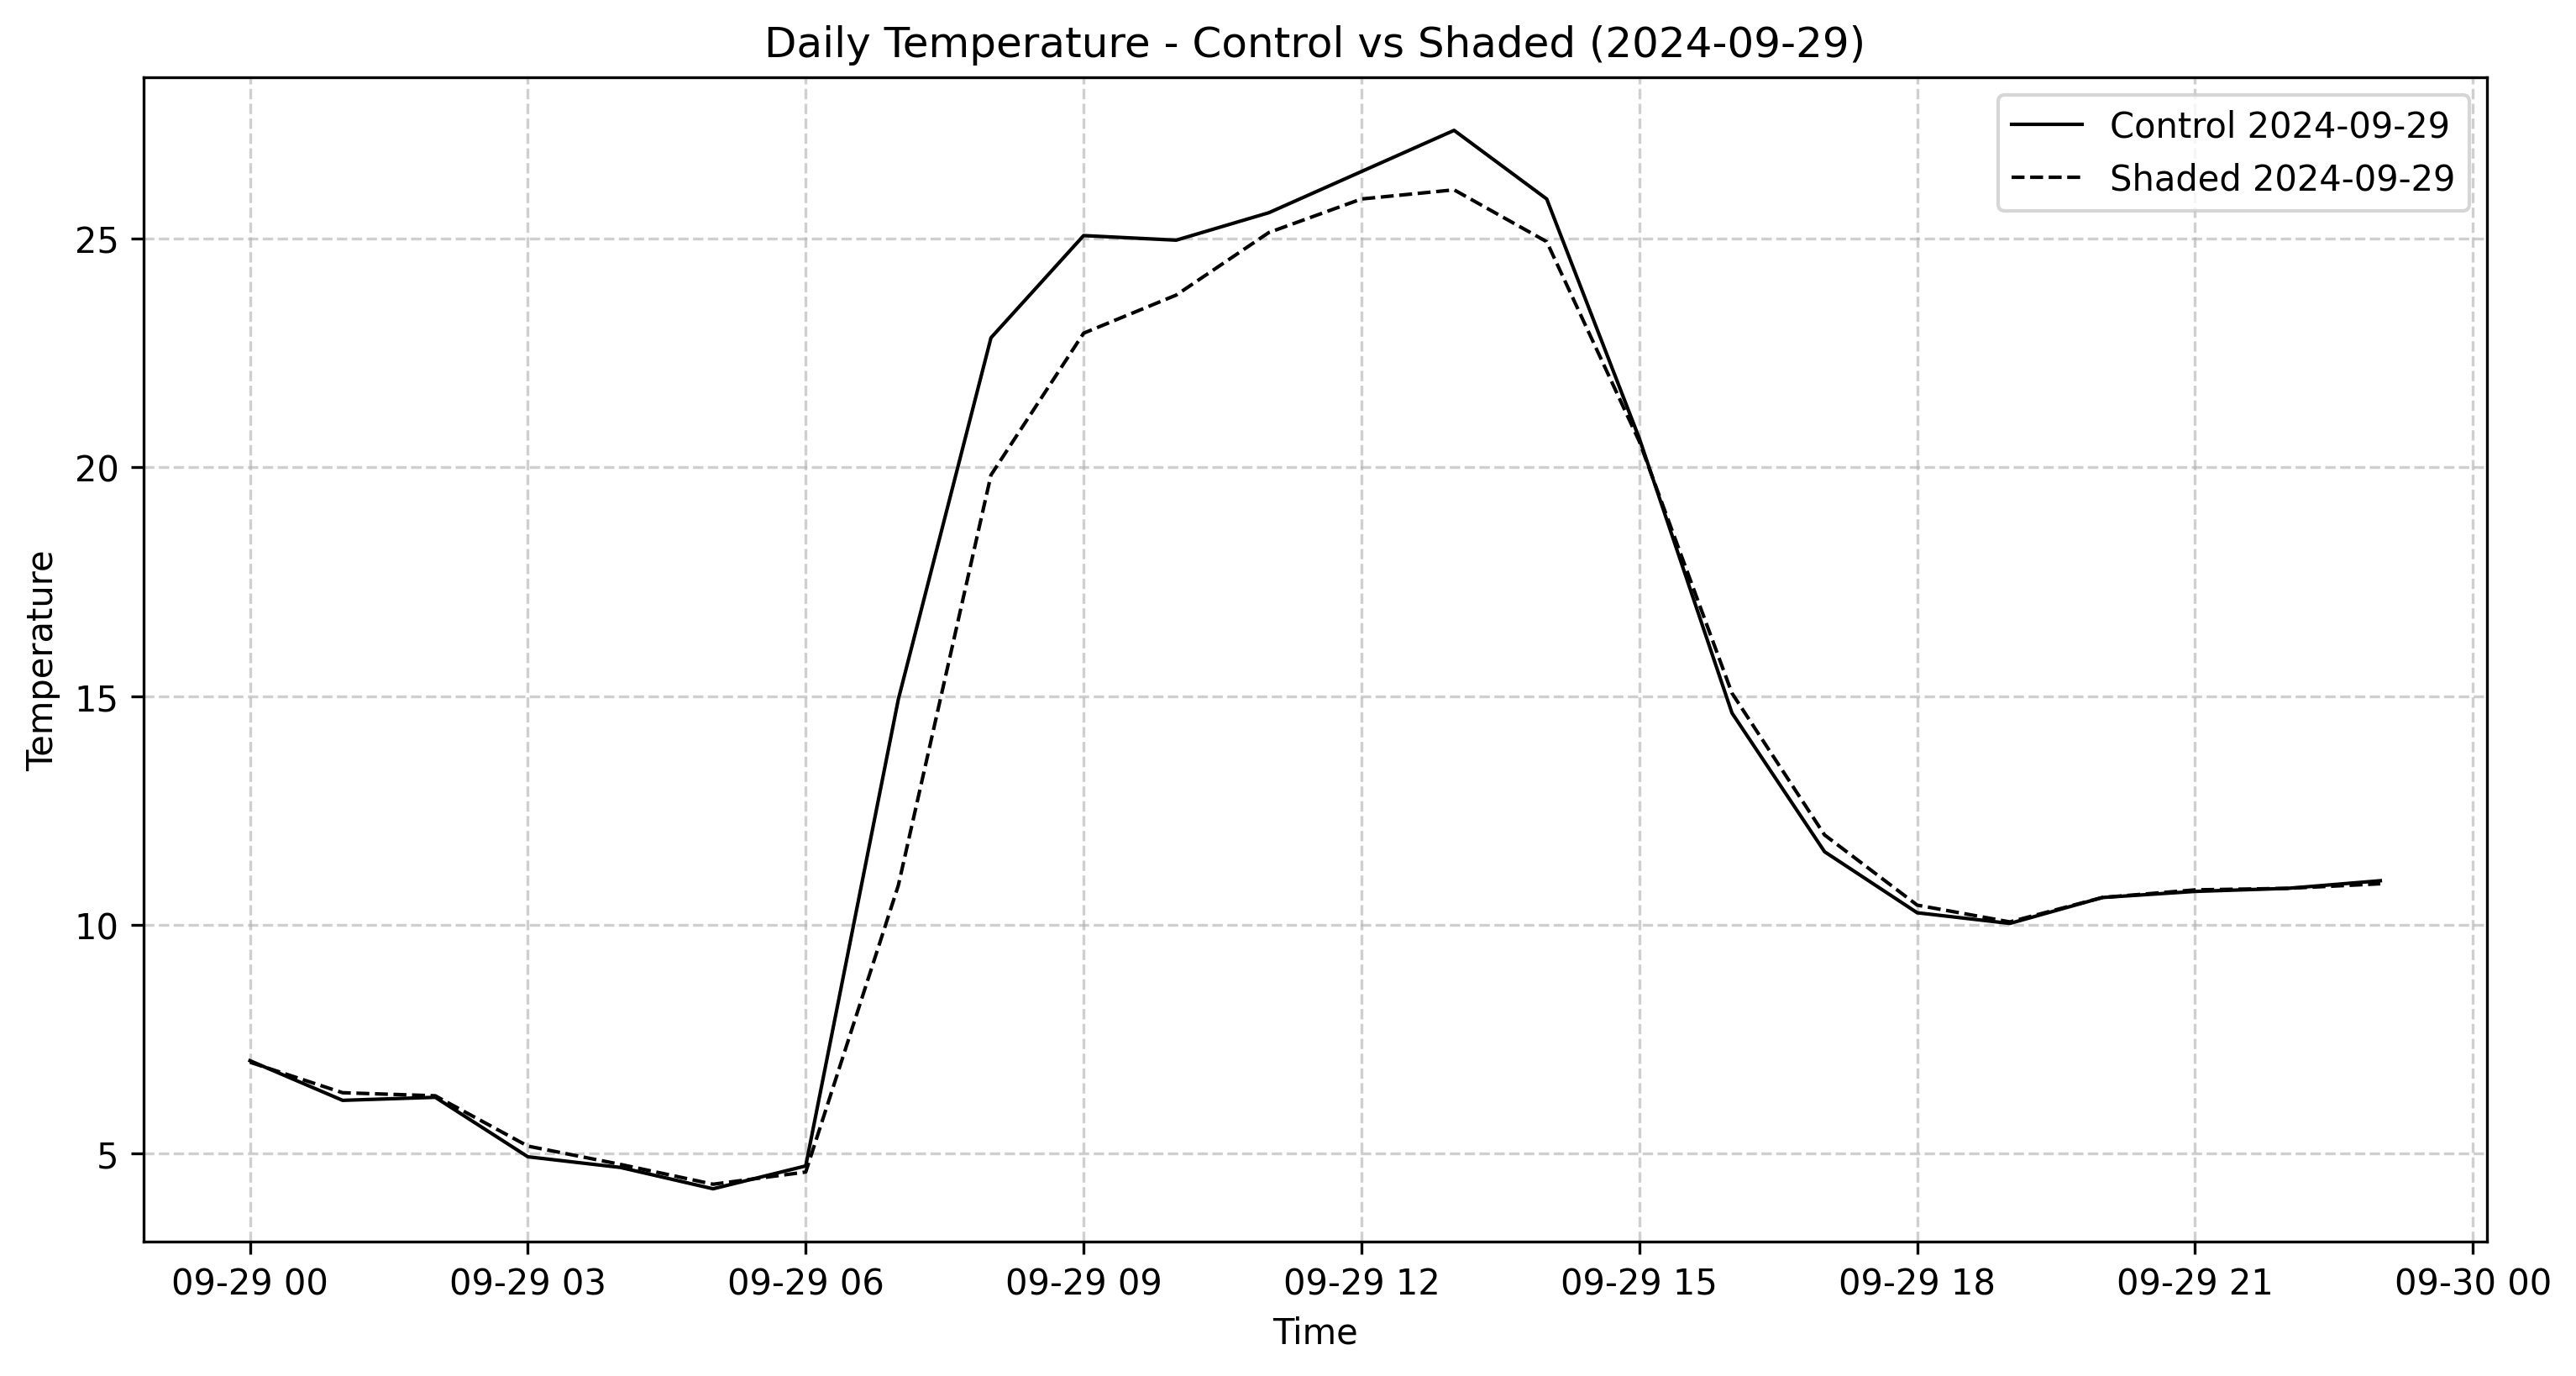 Daily Temperature - Control vs Shaded (2024-09-29)
Control 2024-09-29
Shaded 2024-09-29
Temperature
25
20
15
10
5
09-29 00 09-29 03 09-29 06 09-29 09 09-29 12 09-29 15 09-29 18 09-29 21 09-30 00
Time